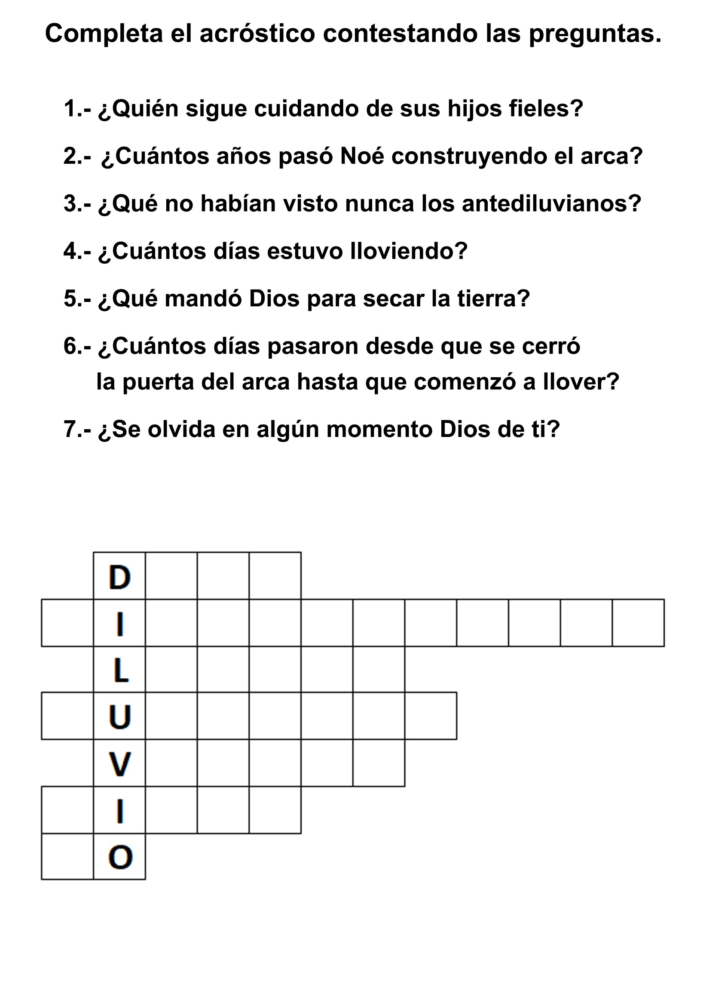 Completa el acróstico contestando las preguntas.
1.- ¿Quién sigue cuidando de sus hijos fieles?
2.- ¿Cuántos años pasó Noé construyendo el arca?
3.- ¿Qué no habían visto nunca los antediluvianos?
4.- ¿Cuántos días estuvo lloviendo?
5.- ¿Qué mandó Dios para secar la tierra?
6.- ¿Cuántos días pasaron desde que se cerró
la puerta del arca hasta que comenzó a llover?
7.- ¿Se olvida en algún momento Dios de ti?
D
I
L
U
V
I
O